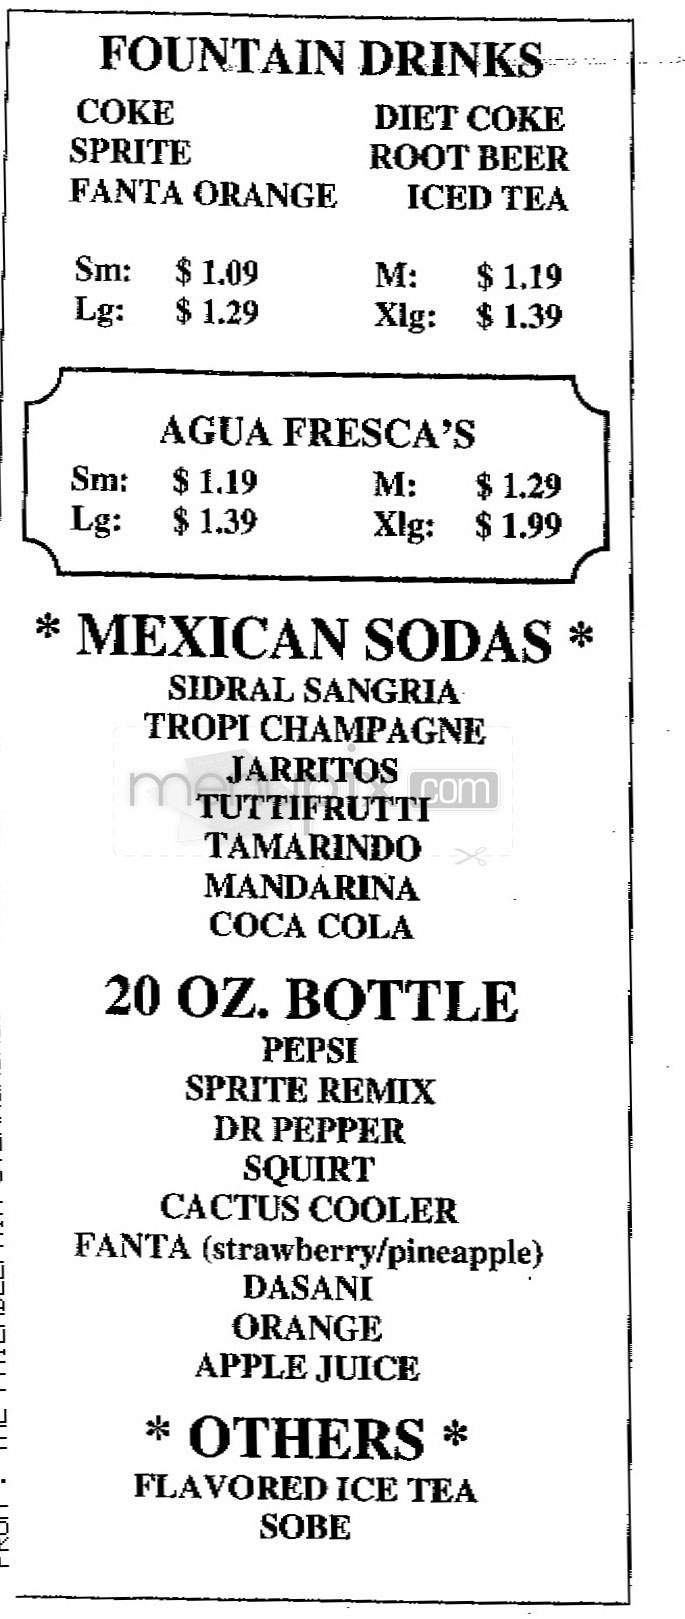 FOUNTAIN DRINKS
COKE DIET COKE
SPRITE ROOT BEER
FANTA ORANGE ICED TEA
Sm: $ 1.09 M: $ 1.19
Lg: $ 1.29 Xlg: $ 1.39
AGUA FRESCA'S
Sm: $ 1.19 M: $ 1.29
Lg: $ 1.39 Xlg: $ 1.99
* MEXICAN SODAS *
SIDRAL SANGRIA
TROPI CHAMPAGNE
JARRITOS
menupix.com
TUTTIFRUTTI
TAMARINDO
MANDARINA
COCA COLA
20 OZ. BOTTLE
PEPSI
SPRITE REMIX
DR PEPPER
SQUIRT
CACTUS COOLER
FANTA (strawberry/pineapple)
DASANI
ORANGE
APPLE JUICE
* OTHERS *
FLAVORED ICE TEA
SOBE